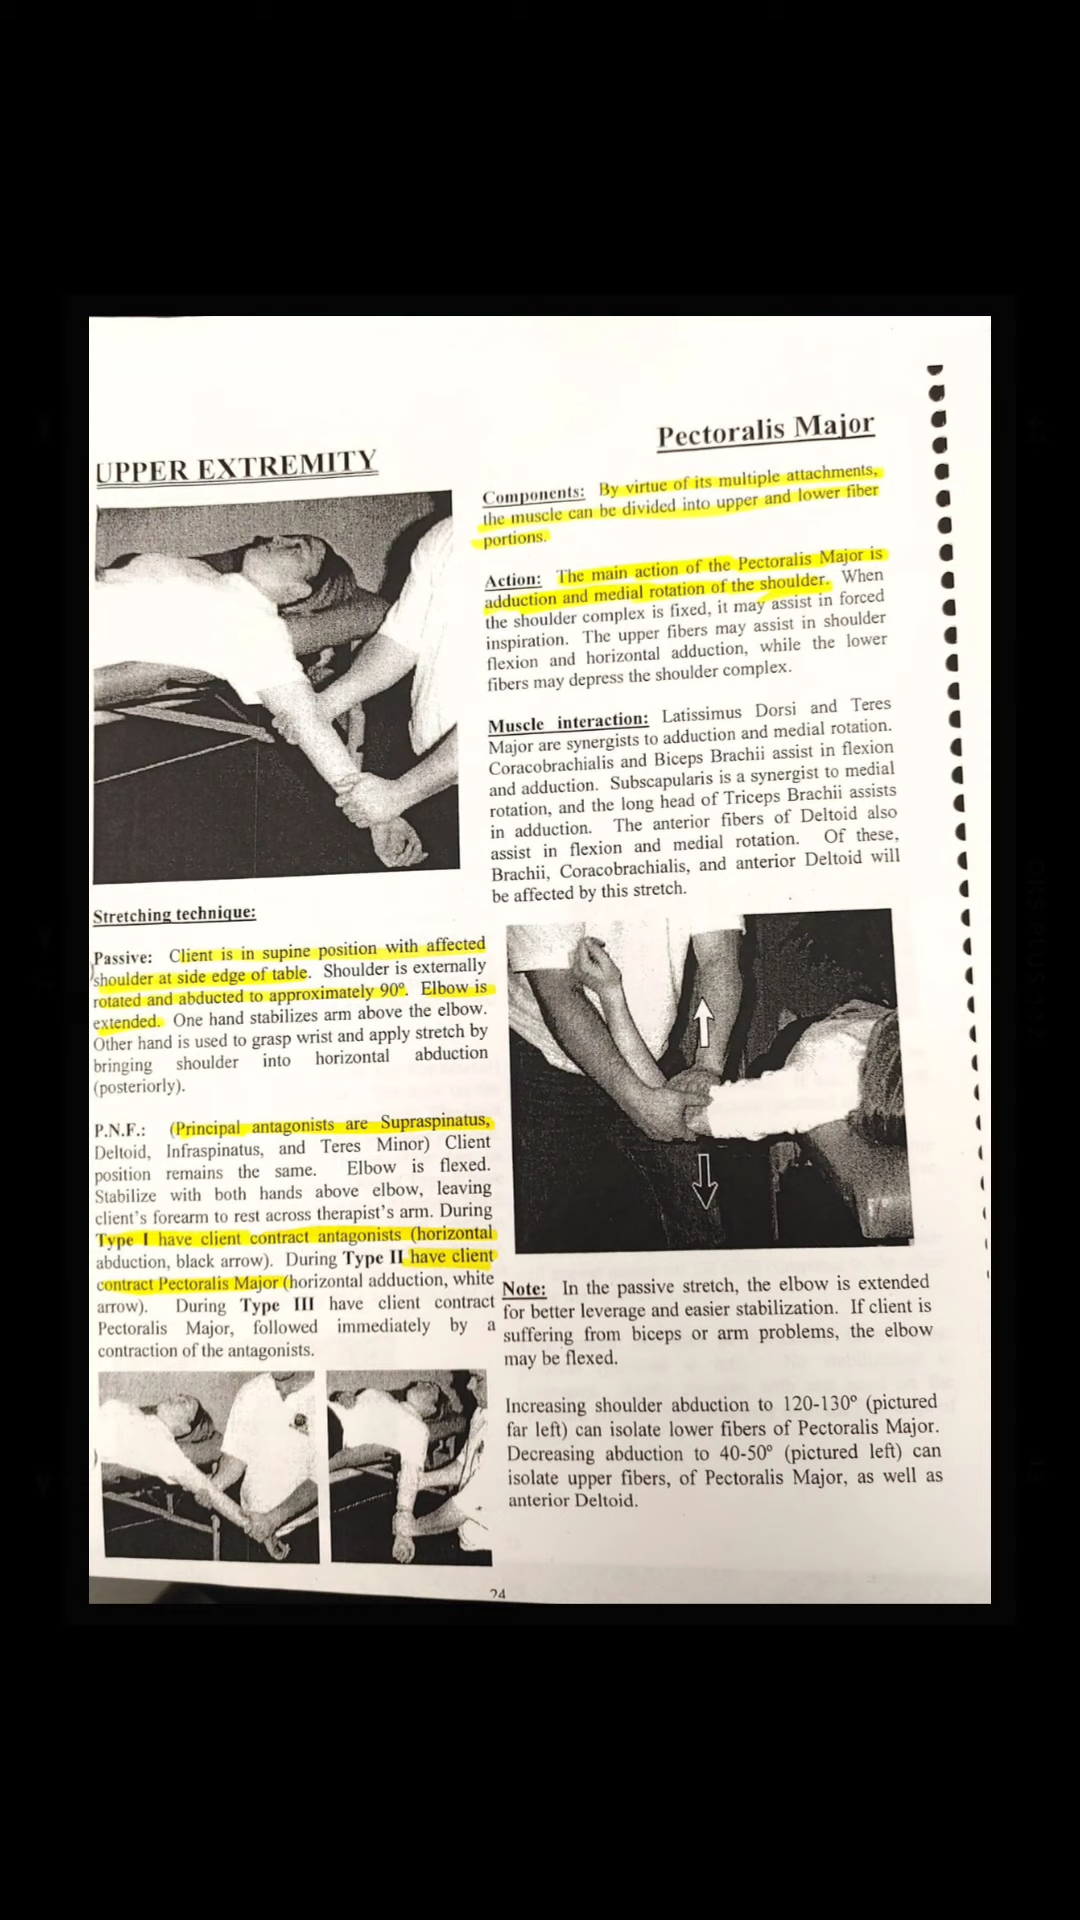 UPPER EXTREMITY
Pectoralis Major
Components: By virtue of its multiple attachments,
the muscle can be divided into upper and lower fiber
portions.
Action: The main action of the Pectoralis Major is
adduction and medial rotation of the shoulder. When
the shoulder complex is fixed, it may assist in forced
inspiration. The upper fibers may assist in shoulder
flexion and horizontal adduction, while the lower
fibers may depress the shoulder complex.
Muscle interaction: Latissimus Dorsi and Teres
Major are synergists to adduction and medial rotation.
Coracobrachialis and Biceps Brachii assist in flexion
and adduction. Subscapularis is a synergist to medial
rotation, and the long head of Triceps Brachii assists
in adduction. The anterior fibers of Deltoid also
assist in flexion and medial rotation. Of these,
Brachii, Coracobrachialis, and anterior Deltoid will
be affected by this stretch.
Stretching technique:
Passive: Client is in supine position with affected
shoulder at side edge of table. Shoulder is externally
rotated and abducted to approximately 90°. Elbow is
extended. One hand stabilizes arm above the elbow.
Other hand is used to grasp wrist and apply stretch by
bringing shoulder into horizontal abduction
(posteriorly).
P.N.F.: (Principal antagonists are Supraspinatus,
Deltoid, Infraspinatus, and Teres Minor) Client
position remains the same. Elbow is flexed.
Stabilize with both hands above elbow, leaving
client's forearm to rest across therapist's arm. During
Type I have client contract antagonists (horizontal
abduction, black arrow). During Type II have client
contract Pectoralis Major (horizontal adduction, white
arrow). During Type III have client contract
Pectoralis Major, followed immediately by a
contraction of the antagonists.
Note: In the passive stretch, the elbow is extended
for better leverage and easier stabilization. If client is
suffering from biceps or arm problems, the elbow
may be flexed.
Increasing shoulder abduction to 120-130° (pictured
far left) can isolate lower fibers of Pectoralis Major.
Decreasing abduction to 40-50° (pictured left) can
isolate upper fibers, of Pectoralis Major, as well as
anterior Deltoid.
24